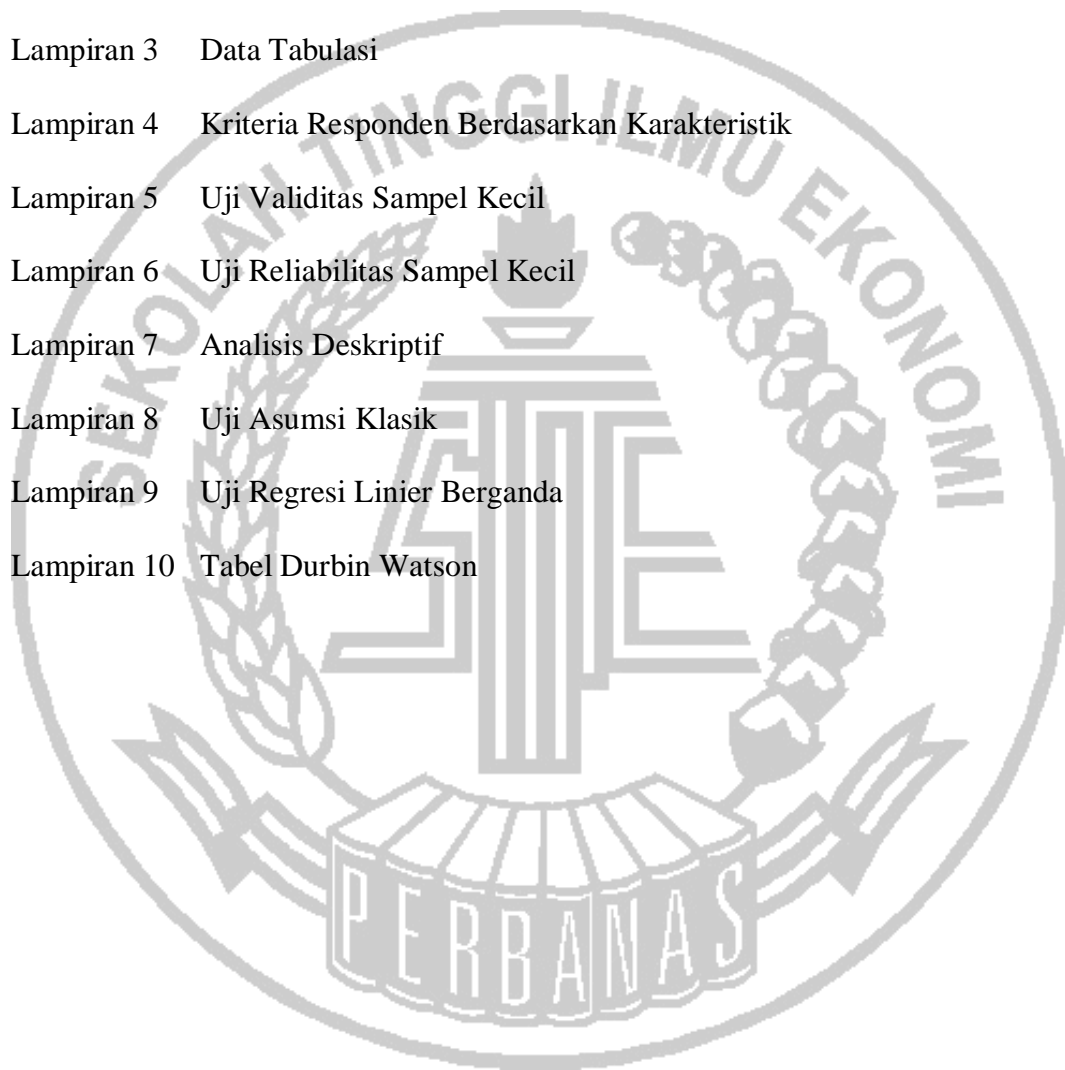 Lampiran 3 Data Tabulasi
Lampiran 4 Kriteria Responden Berdasarkan Karakteristik
Lampiran 5 Uji Validitas Sampel Kecil
Lampiran 6 Uji Reliabilitas Sampel Kecil
Lampiran 7 Analisis Deskriptif
Lampiran 8 Uji Asumsi Klasik
Lampiran 9 Uji Regresi Linier Berganda
Lampiran 10 Tabel Durbin Watson
SEKOLAH TINGGI ILMU EKONOMI
STIE
PERBANAS